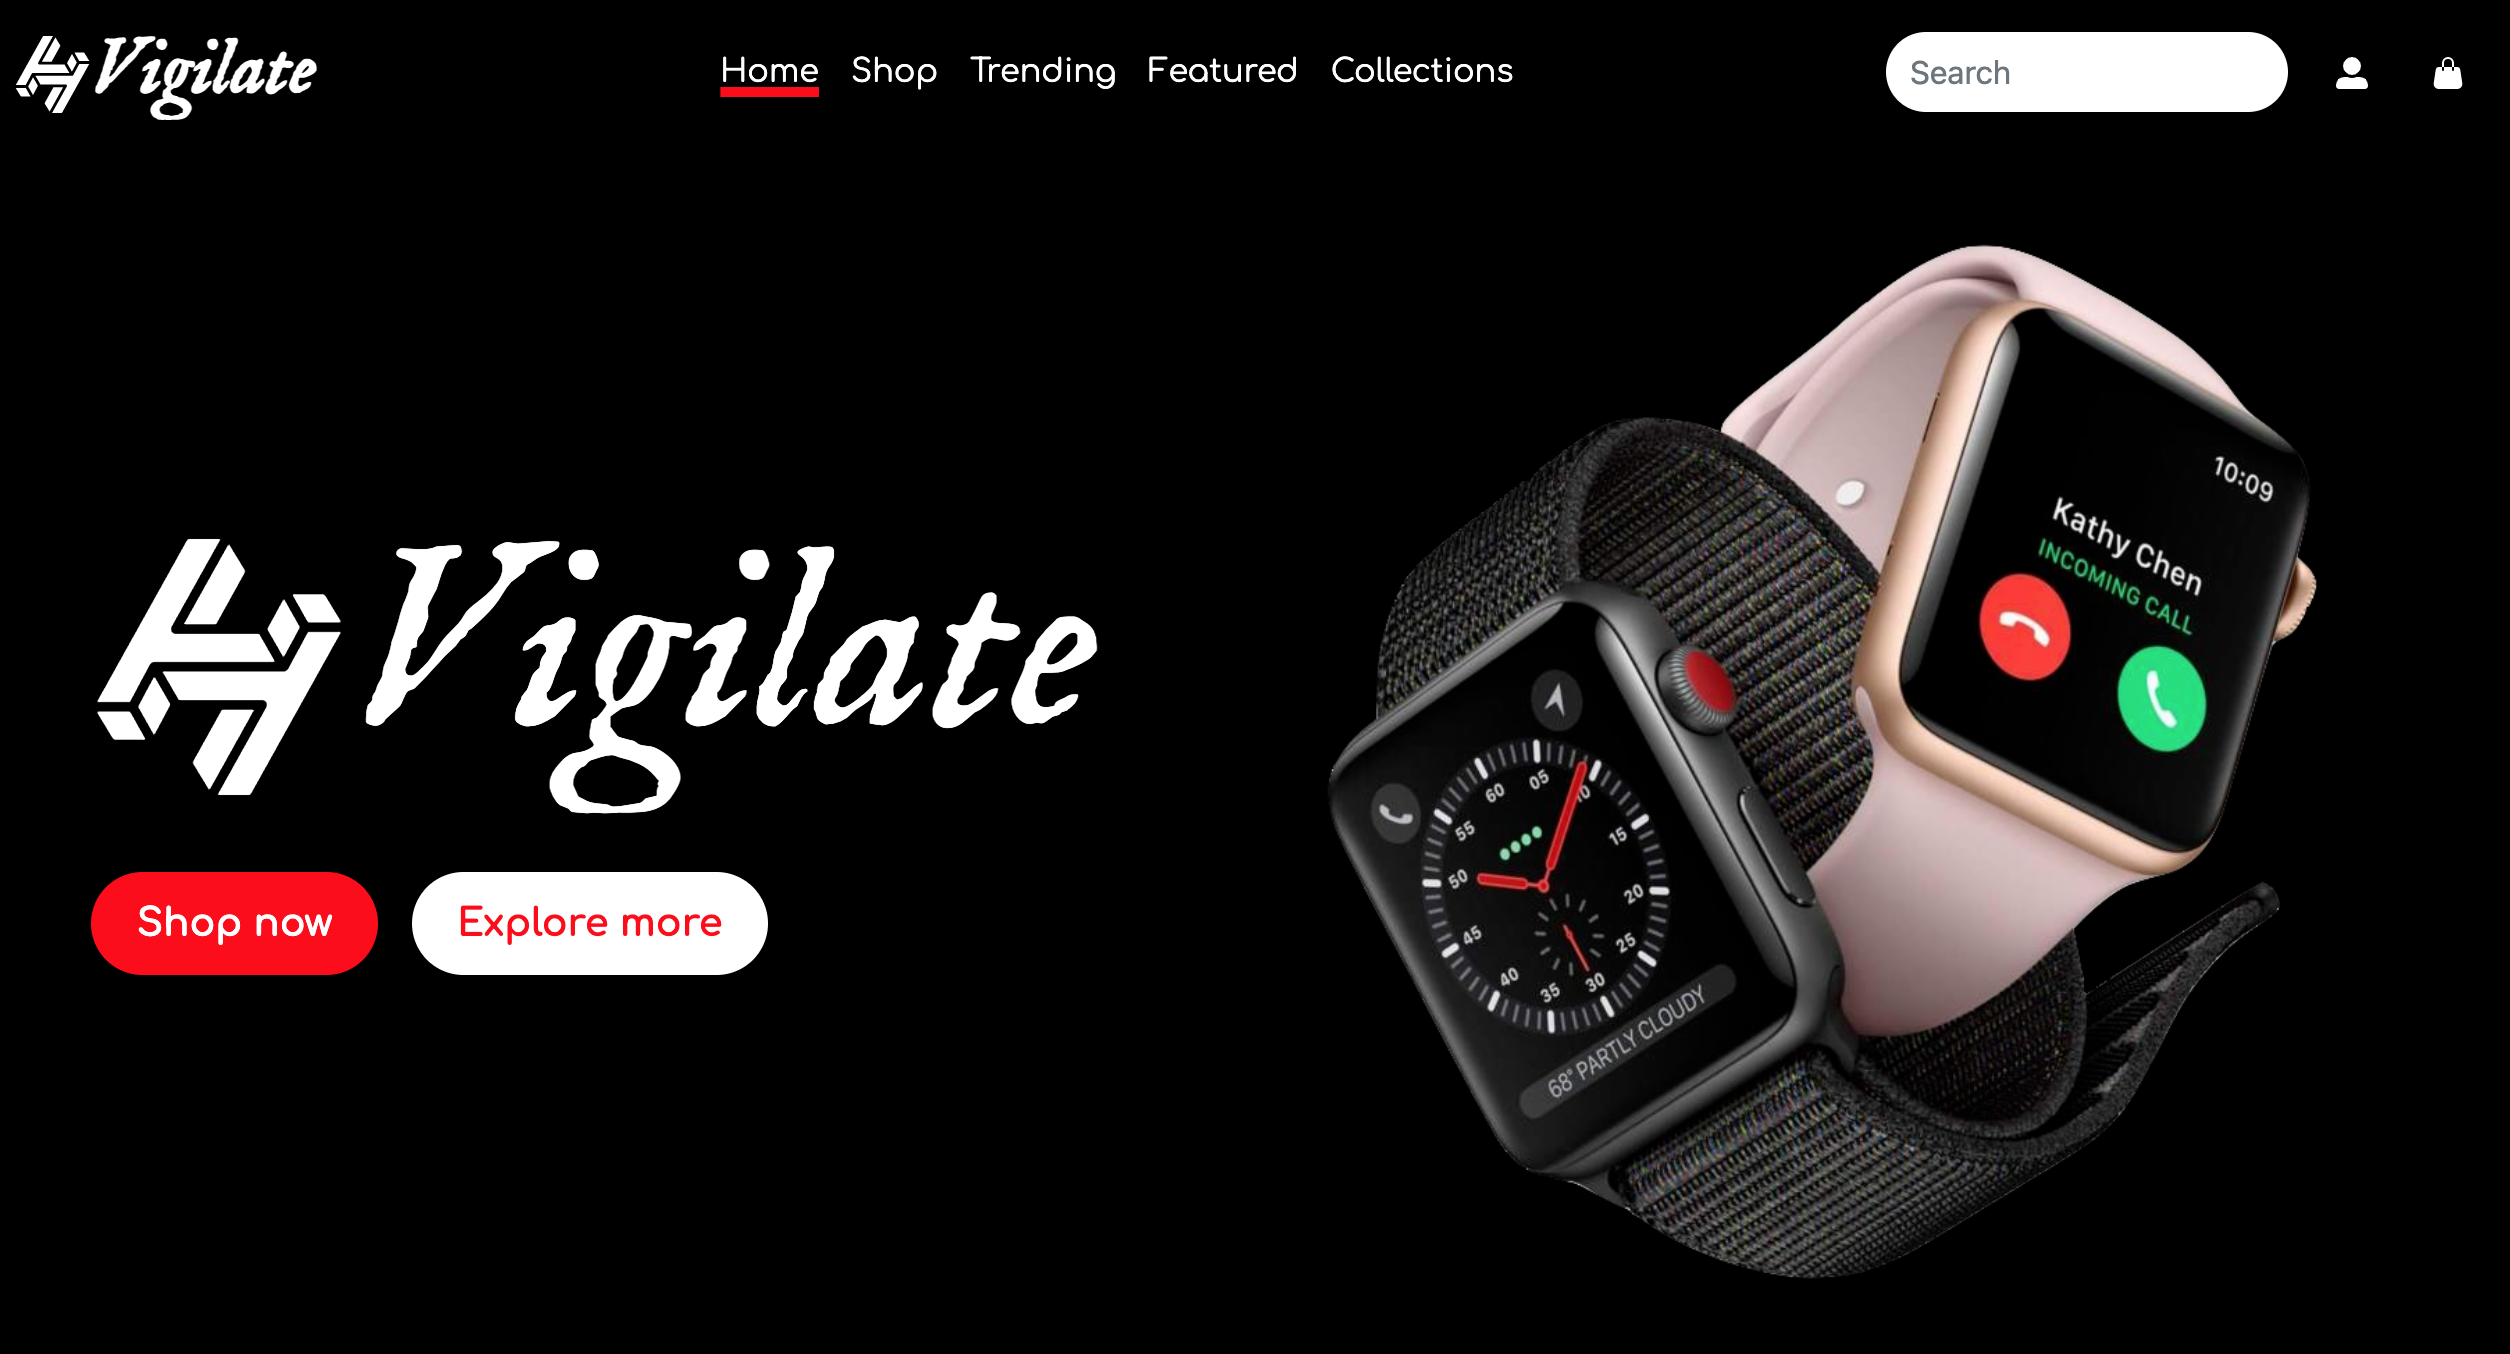 Vigilate
Home Shop Trending Featured Collections
Search
10:09
Kathy Chen
INCOMING CALL
Vigilate
60 05 10
55 15
50 20
45 25
40 35 30
68° PARTLY CLOUDY
Shop now Explore more